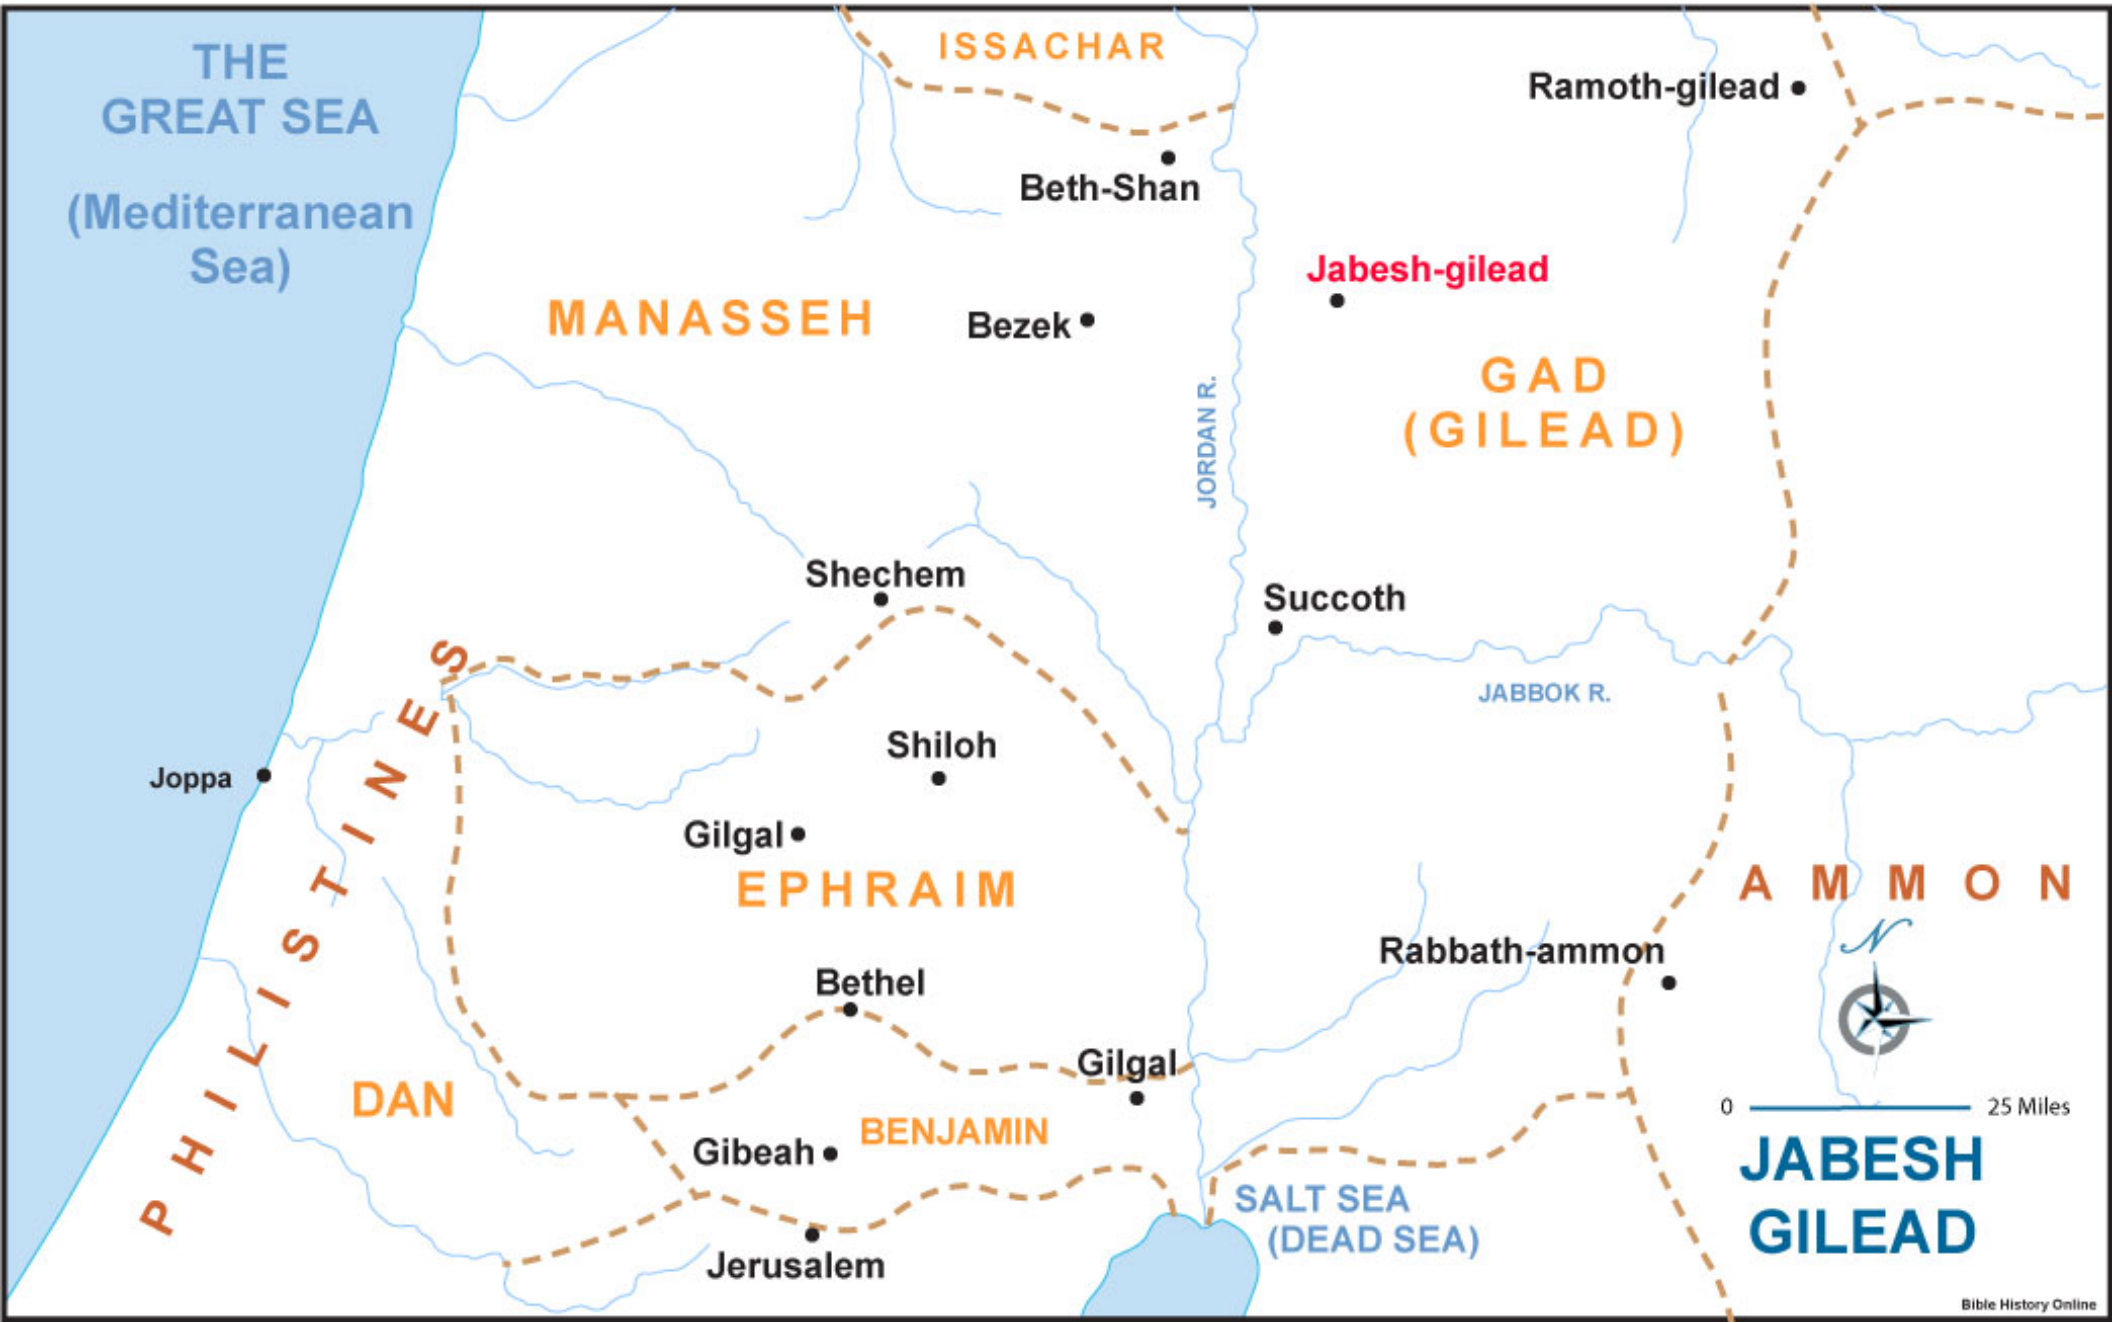 THE
GREAT SEA
(Mediterranean
Sea)
ISSACHAR
Ramoth-gilead
Beth-Shan
Jabesh-gilead
MANASSEH
Bezek
GAD
(GILEAD)
JORDAN R.
Shechem
Succoth
JABBOK R.
PHILISTINES
Shiloh
Joppa
Gilgal
EPHRAIM
AMMON
N
Rabbath-ammon
Bethel
Gilgal
DAN
BENJAMIN
0 25 Miles
Gibeah
JABESH
GILEAD
SALT SEA
(DEAD SEA)
Jerusalem
Bible History Online